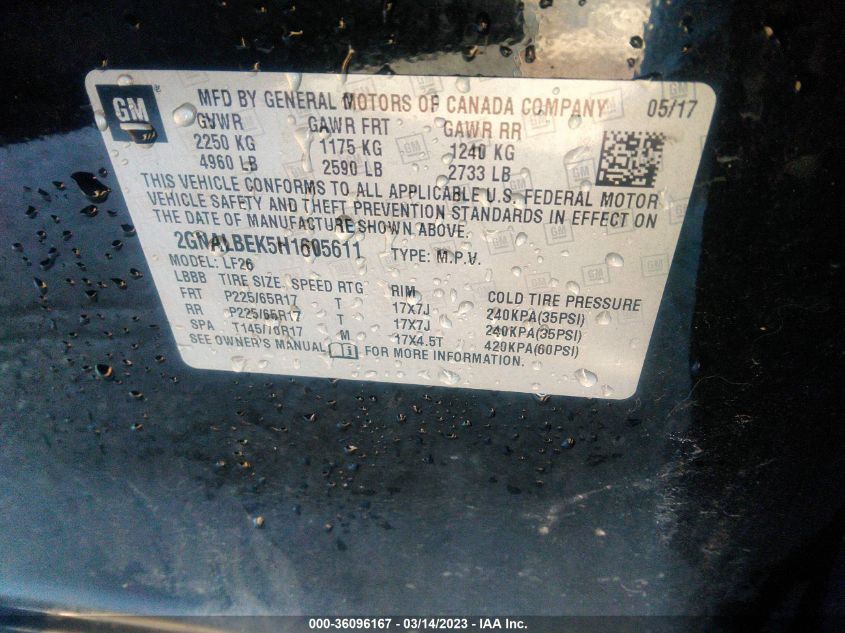 GM ® MFD BY GENERAL MOTORS OF CANADA COMPANY 05/17
GVWR GAWR FRT GAWR RR
2250 KG 1175 KG 1240 KG
4960 LB 2590 LB 2733 LB
THIS VEHICLE CONFORMS TO ALL APPLICABLE U.S. FEDERAL MOTOR
VEHICLE SAFETY AND THEFT PREVENTION STANDARDS IN EFFECT ON
THE DATE OF MANUFACTURE SHOWN ABOVE.
2GNALBEK5H1605611 TYPE: M.P.V.
MODEL: LF26
LBBB TIRE SIZE SPEED RTG RIM COLD TIRE PRESSURE
FRT P225/65R17 T 17X7J 240KPA(35PSI)
RR P225/65R17 T 17X7J 240KPA(35PSI)
SPA T145/70R17 M 17X4.5T 420KPA(60PSI)
SEE OWNER'S MANUAL FOR MORE INFORMATION.
000-36096167 - 03/14/2023 - IAA Inc.